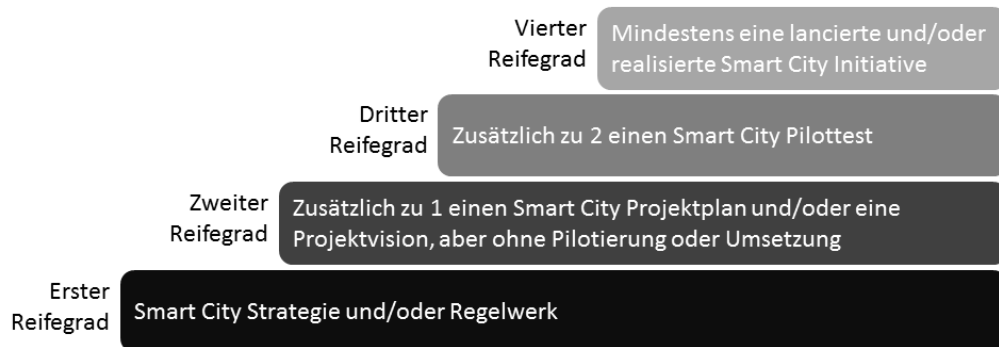 Vierter
Reifegrad
Mindestens eine lancierte und/oder
realisierte Smart City Initiative
Dritter
Reifegrad
Zusätzlich zu 2 einen Smart City Pilottest
Zweiter
Reifegrad
Zusätzlich zu 1 einen Smart City Projektplan und/oder eine
Projektvision, aber ohne Pilotierung oder Umsetzung
Erster
Reifegrad
Smart City Strategie und/oder Regelwerk